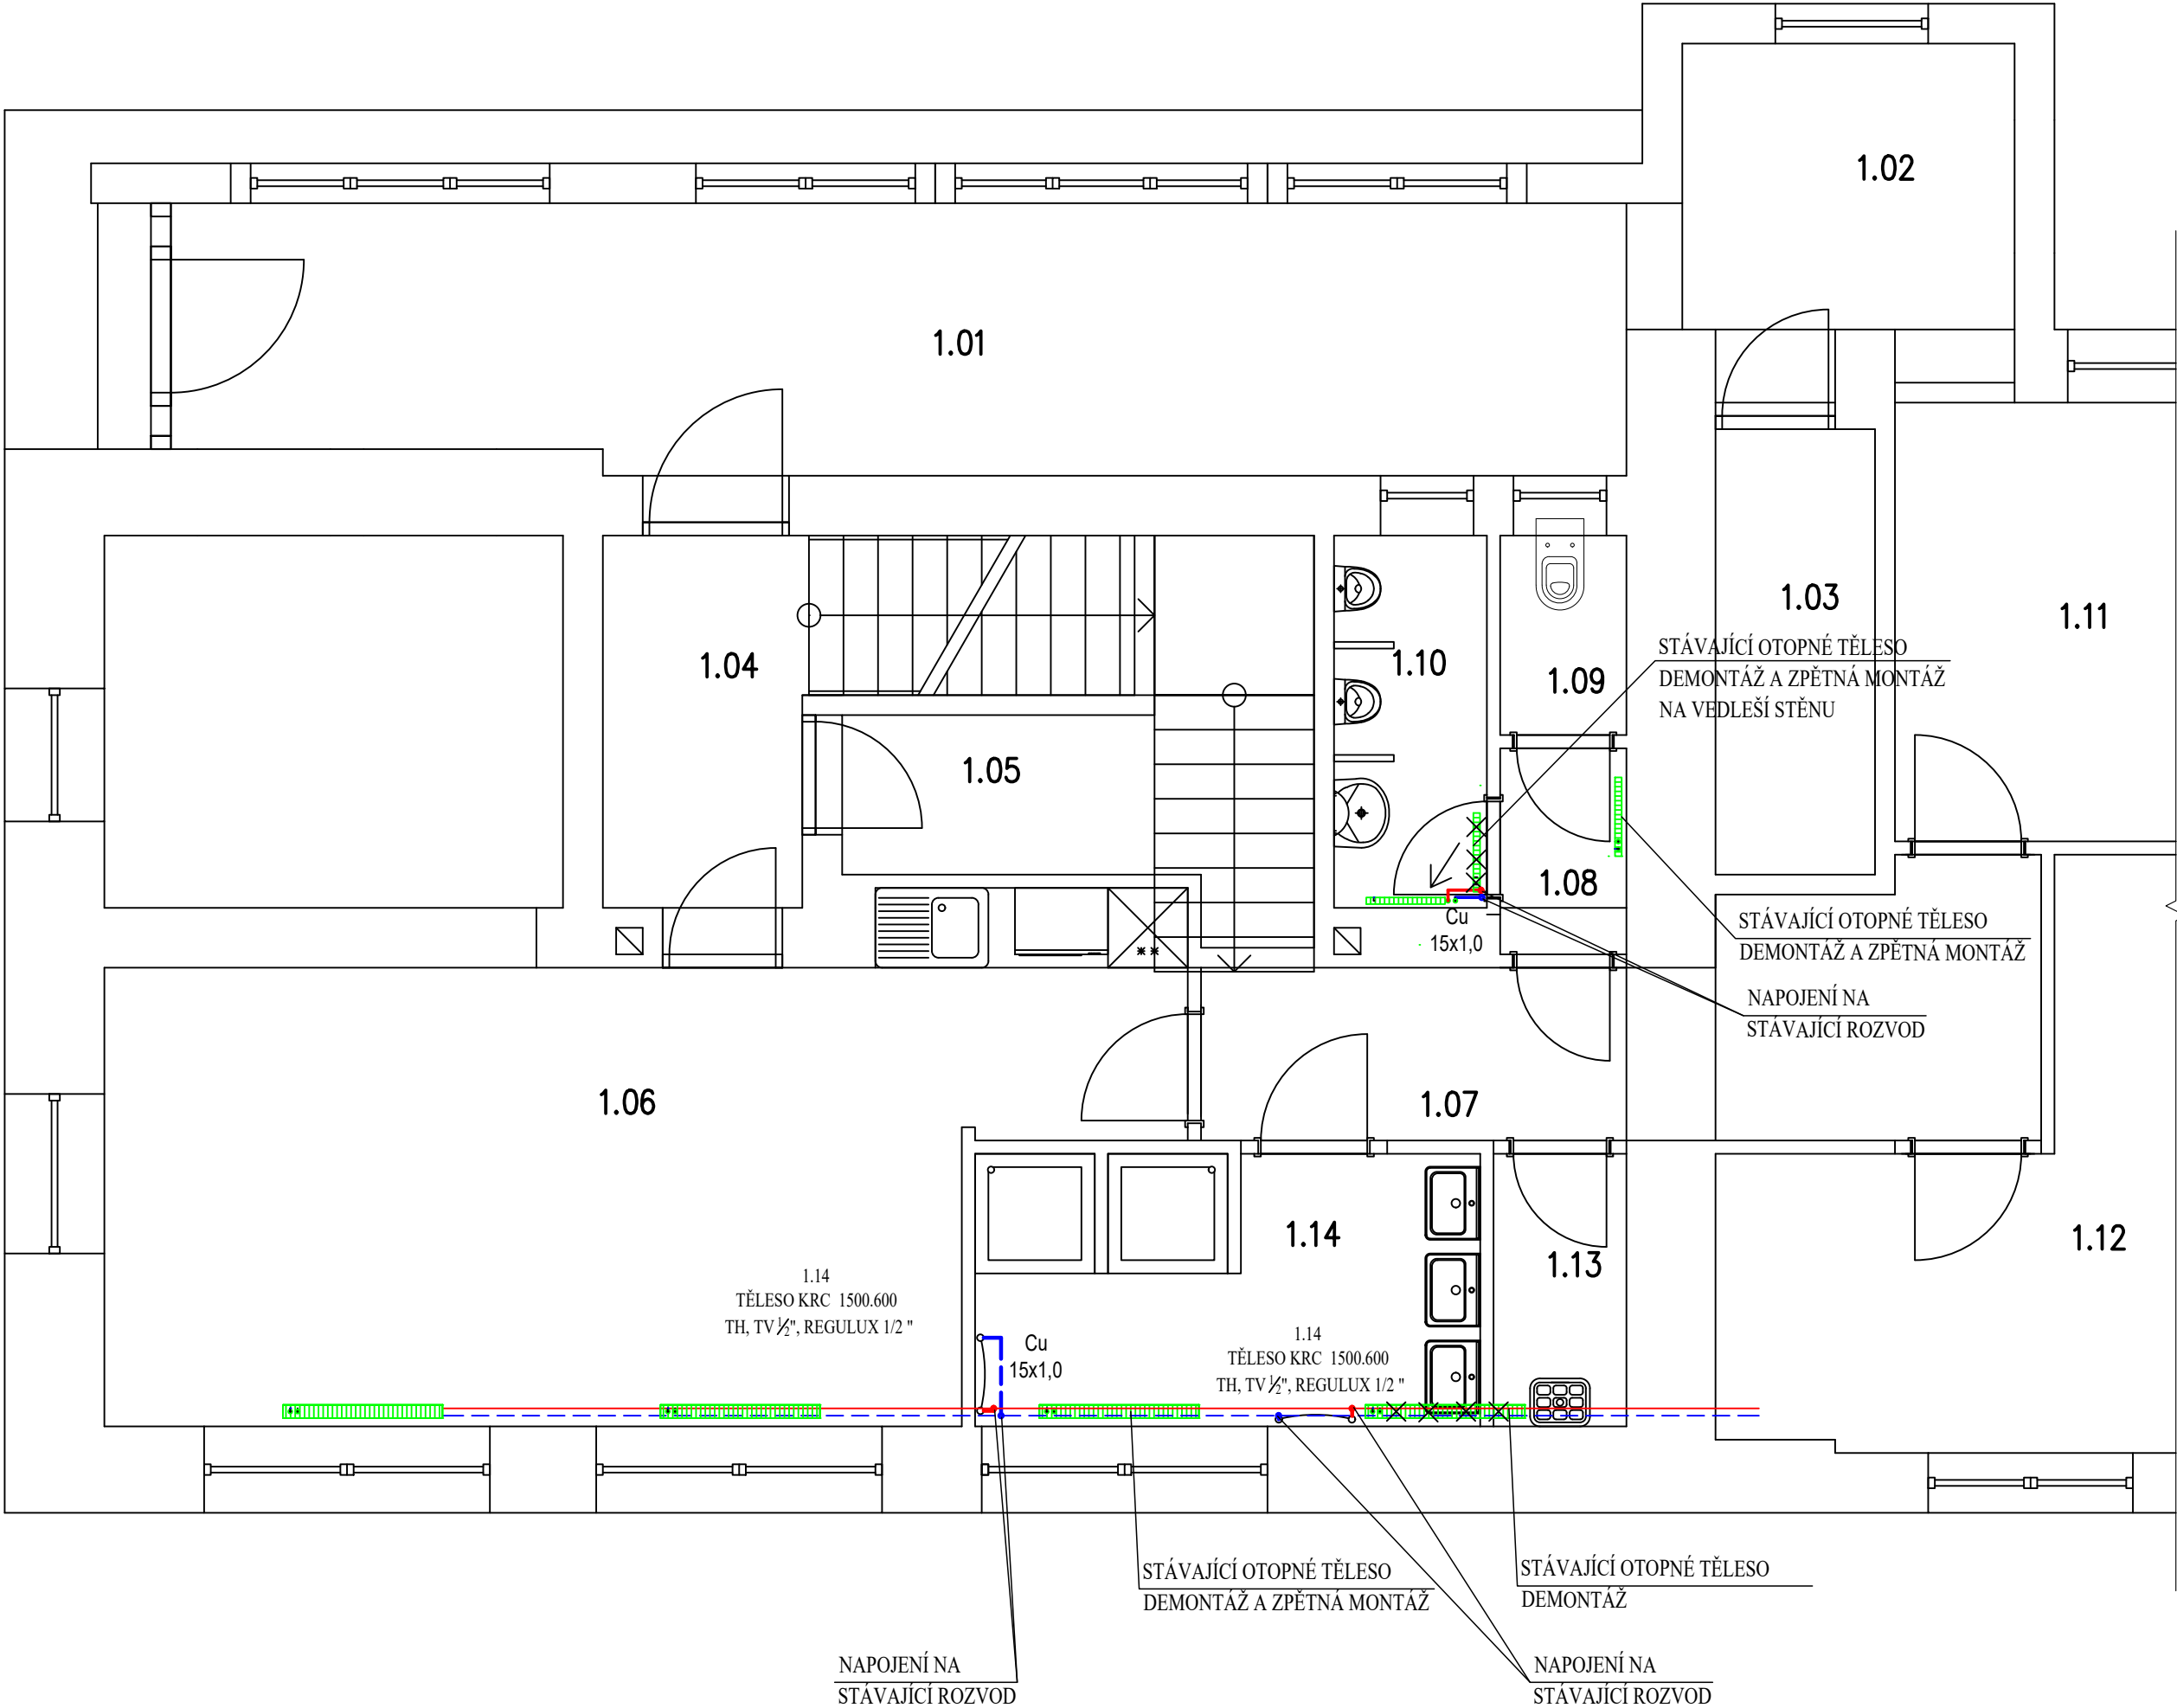 1.02
1.01
1.03
1.11
STÁVAJÍCÍ OTOPNÉ TĚLESO
DEMONTÁŽ A ZPĚTNÁ MONTÁŽ
NA VEDLEŠÍ STĚNU
1.04
1.10
1.09
1.05
1.08
Cu
15x1,0
STÁVAJÍCÍ OTOPNÉ TĚLESO
DEMONTÁŽ A ZPĚTNÁ MONTÁŽ
NAPOJENÍ NA
STÁVAJÍCÍ ROZVOD
1.06
1.07
1.14
1.13
1.12
1.14
TĚLESO KRC 1500.600
TH, TV ½", REGULUX 1/2 "
Cu
15x1,0
1.14
TĚLESO KRC 1500.600
TH, TV ½", REGULUX 1/2 "
STÁVAJÍCÍ OTOPNÉ TĚLESO
DEMONTÁŽ A ZPĚTNÁ MONTÁŽ
STÁVAJÍCÍ OTOPNÉ TĚLESO
DEMONTÁŽ
NAPOJENÍ NA
STÁVAJÍCÍ ROZVOD
NAPOJENÍ NA
STÁVAJÍCÍ ROZVOD